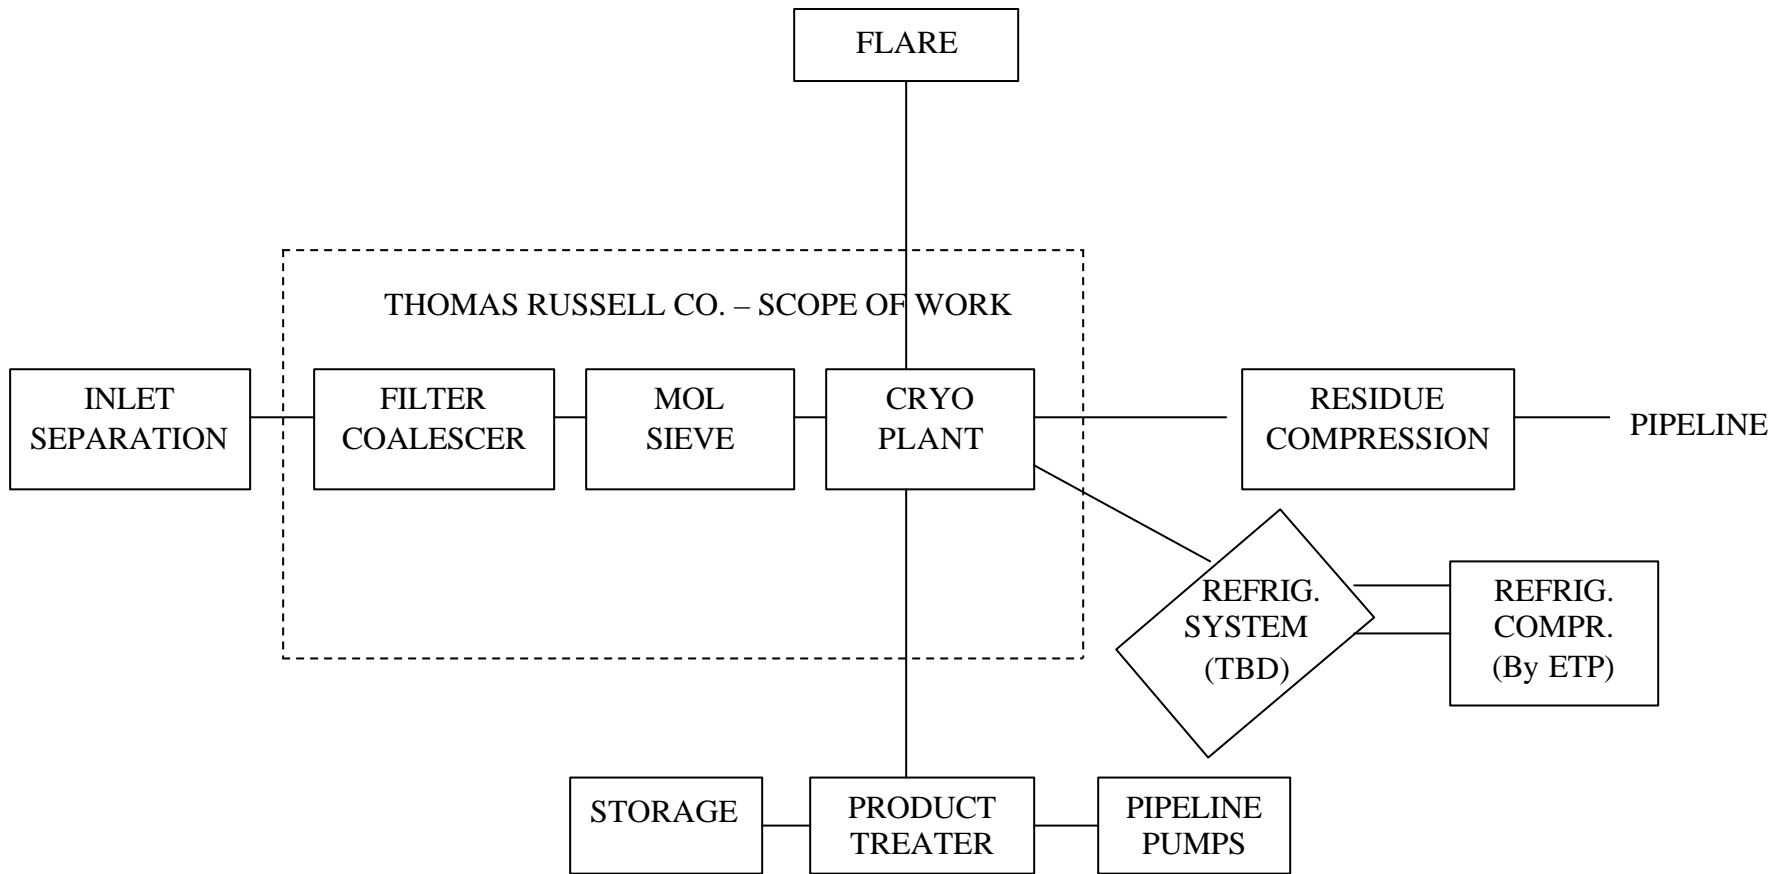 FLARE
THOMAS RUSSELL CO. – SCOPE OF WORK
INLET
SEPARATION
FILTER
COALESCER
MOL
SIEVE
CRYO
PLANT
RESIDUE
COMPRESSION
PIPELINE
REFRIG.
SYSTEM
(TBD)
REFRIG.
COMPR.
(By ETP)
STORAGE
PRODUCT
TREATER
PIPELINE
PUMPS